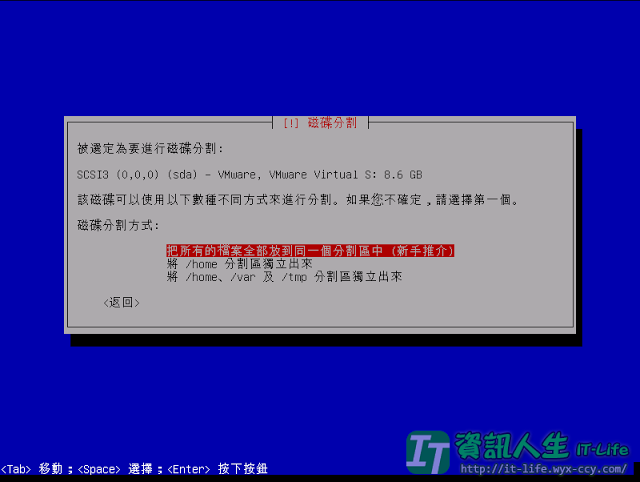 [!] 磁碟分割
被選定為要進行磁碟分割:
SCSI3 (0,0,0) (sda) - VMware, VMware Virtual S: 8.6 GB
該磁碟可以使用以下數種不同方式來進行分割。如果您不確定,請選擇第一個。
磁碟分割方式:
把所有的檔案全部放到同一個分割區中 (新手推介)
將 /home 分割區獨立出來
將 /home、/var 及 /tmp 分割區獨立出來
<返回>
IT 資訊人生 IT-Life
<Tab> 移動;<Space> 選擇;<Enter> 按下按鈕
http://it-life.wyx-ccy.com/